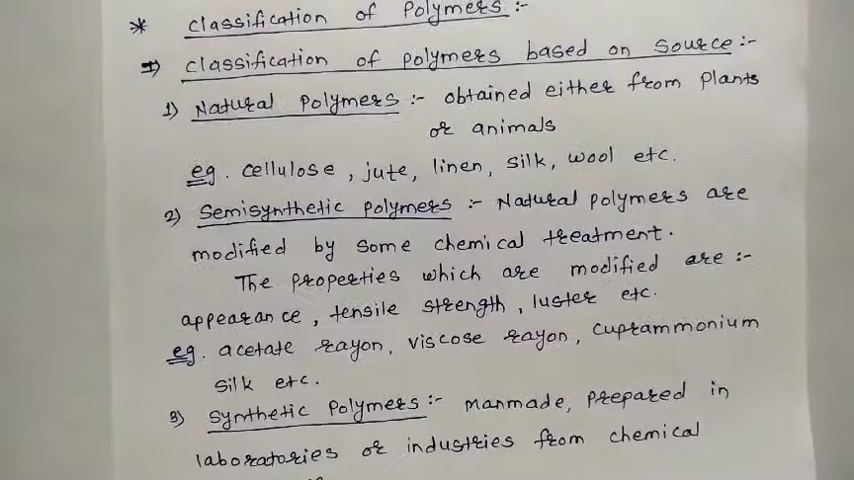 * Classification of Polymers :-
I) Classification of polymers based on source :-
1) Natural polymers :- obtained either from plants
or animals
eg. cellulose, jute, linen, silk, wool etc.
2) Semisynthetic polymers :- Natural polymers are
modified by some chemical treatment.
The properties which are modified are :-
appearance, tensile strength, luster etc.
eg. acetate rayon, viscose rayon, cuprammonium
silk etc.
3) Synthetic Polymers :- manmade, prepared in
laboratories or industries from chemical